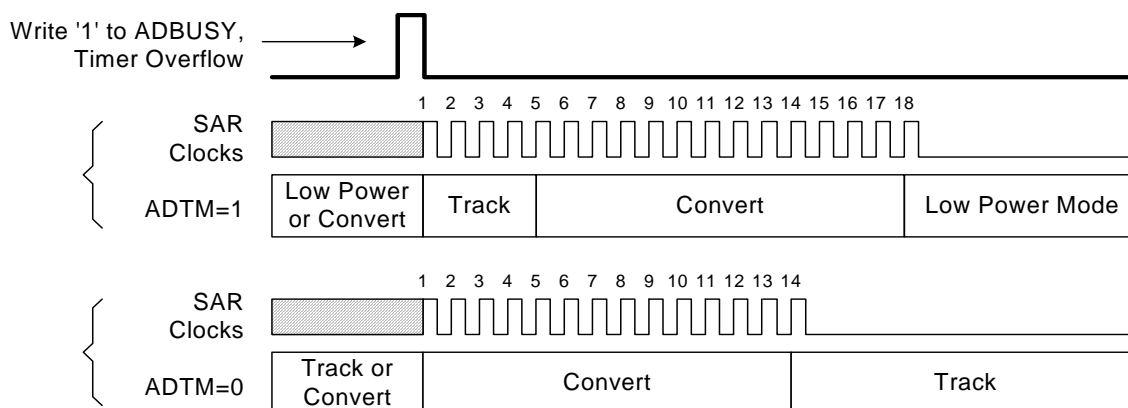 Write '1' to ADBUSY,
Timer Overflow
1 2 3 4 5 6 7 8 9 10 11 12 13 14 15 16 17 18
SAR
Clocks
ADTM=1
Low Power
or Convert
Track
Convert
Low Power Mode
1 2 3 4 5 6 7 8 9 10 11 12 13 14
SAR
Clocks
ADTM=0
Track or
Convert
Convert
Track